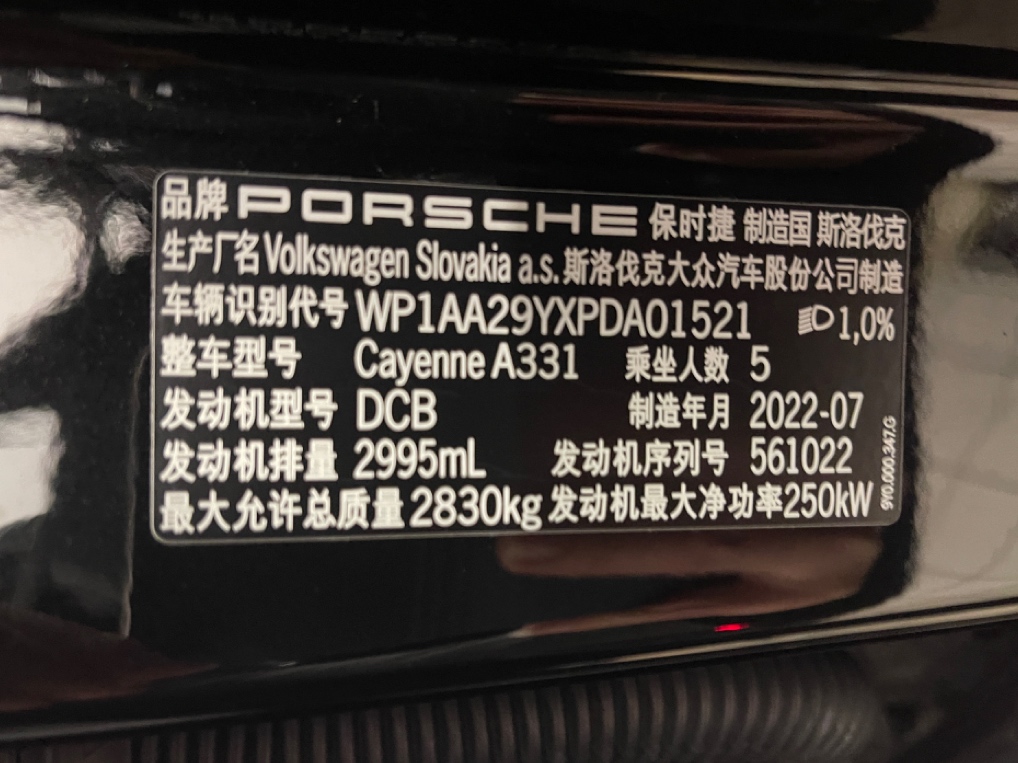 品牌 PORSCHE 保时捷 制造国 斯洛伐克
生产厂名 Volkswagen Slovakia a.s. 斯洛伐克大众汽车股份公司制造
车辆识别代号 WP1AA29YXPDA01521 1,0%
整车型号 Cayenne A331 乘坐人数 5
发动机型号 DCB 制造年月 2022-07
发动机排量 2995mL 发动机序列号 561022
最大允许总质量 2830kg 发动机最大净功率 250kW
9Y0.000.347.G